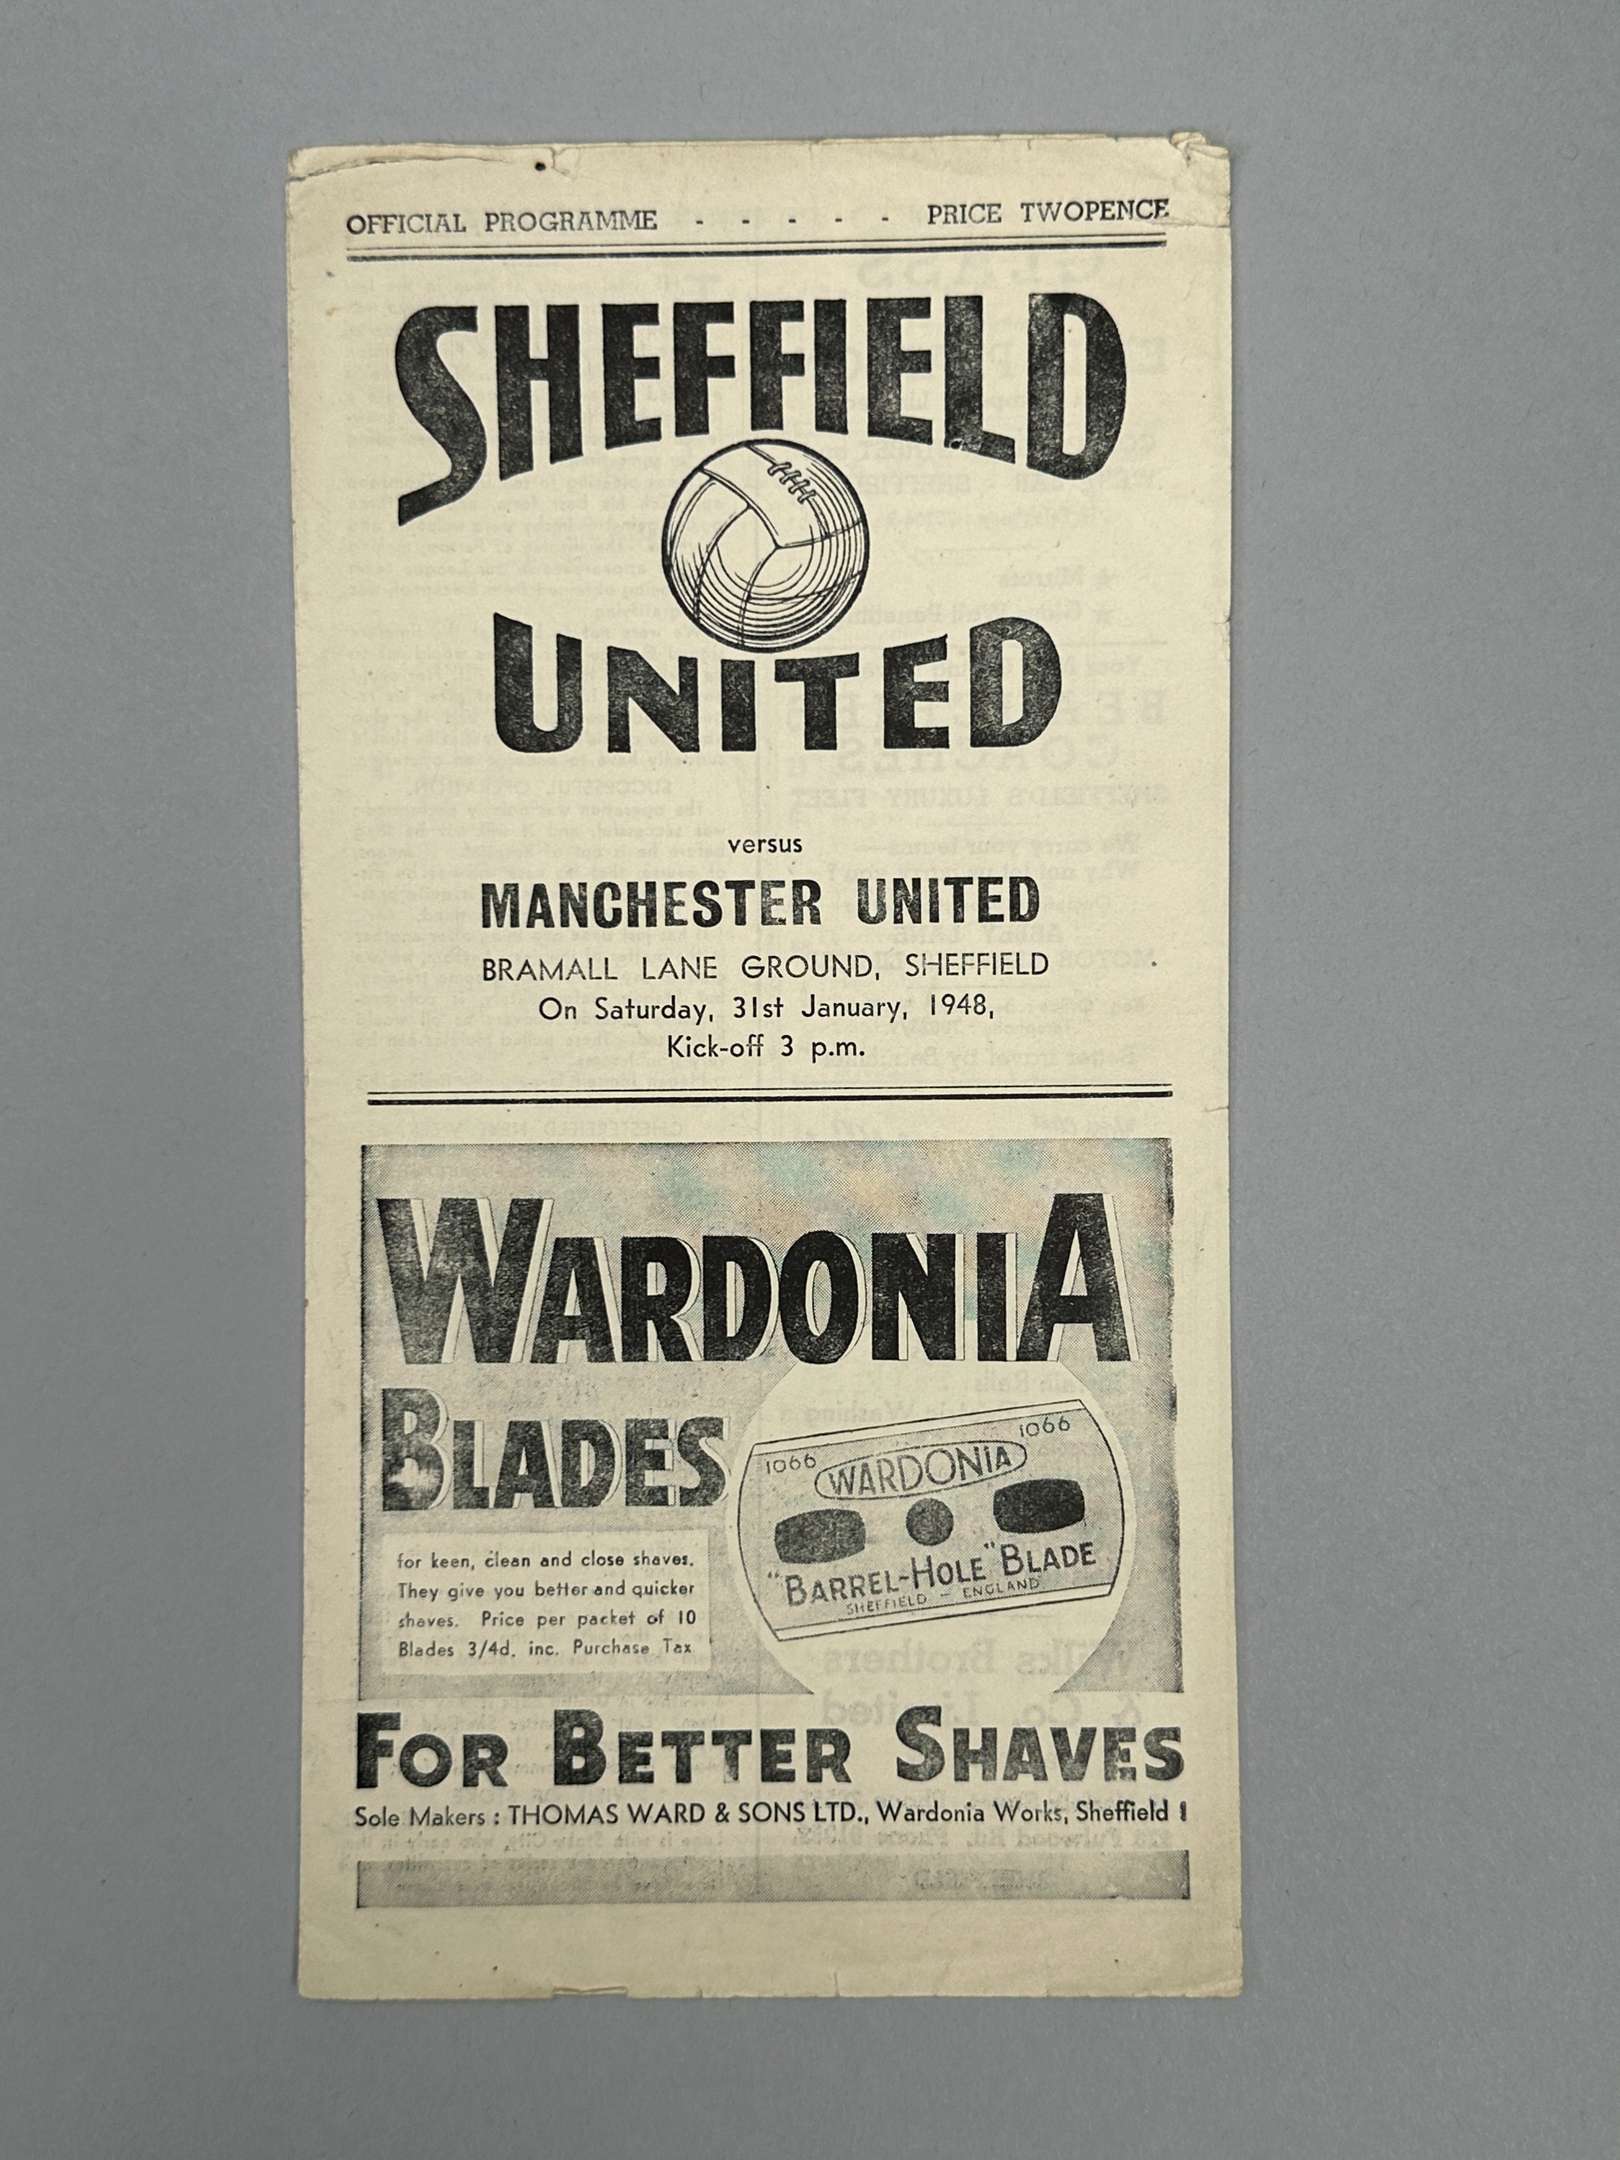 OFFICIAL PROGRAMME - - - - - PRICE TWOPENCE
SHEFFIELD
UNITED
versus
MANCHESTER UNITED
BRAMALL LANE GROUND, SHEFFIELD
On Saturday, 31st January, 1948,
Kick-off 3 p.m.
WARDONIA
BLADES
1066 1066
WARDONIA
"BARREL-HOLE" BLADE
SHEFFIELD - ENGLAND
for keen, clean and close shaves.
They give you better and quicker
shaves. Price per packet of 10
Blades 3/4d. inc. Purchase Tax
FOR BETTER SHAVES
Sole Makers : THOMAS WARD & SONS LTD., Wardonia Works, Sheffield 1